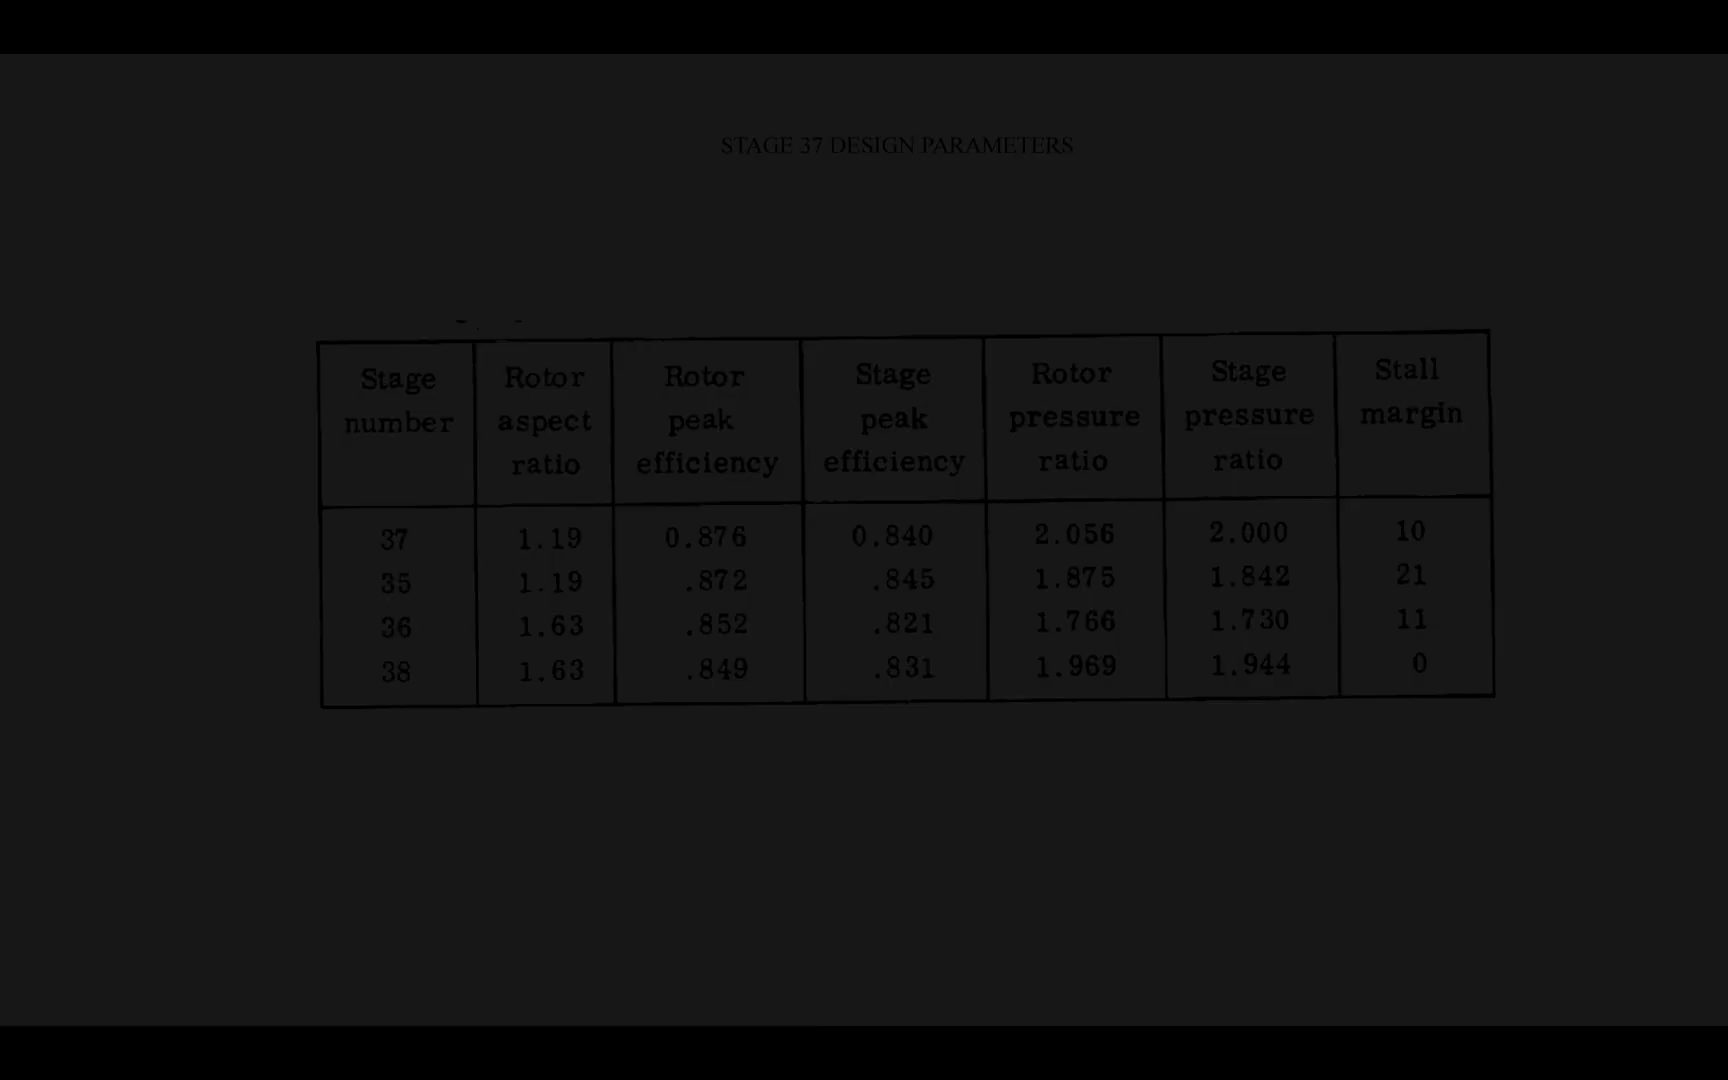 STAGE 37 DESIGN PARAMETERS
Stage number Rotor aspect ratio Rotor peak efficiency Stage peak efficiency Rotor pressure ratio Stage pressure ratio Stall margin
37 1.19 0.876 0.840 2.056 2.000 10
35 1.19 .872 .845 1.875 1.842 21
36 1.63 .852 .821 1.766 1.730 11
38 1.63 .849 .831 1.969 1.944 0